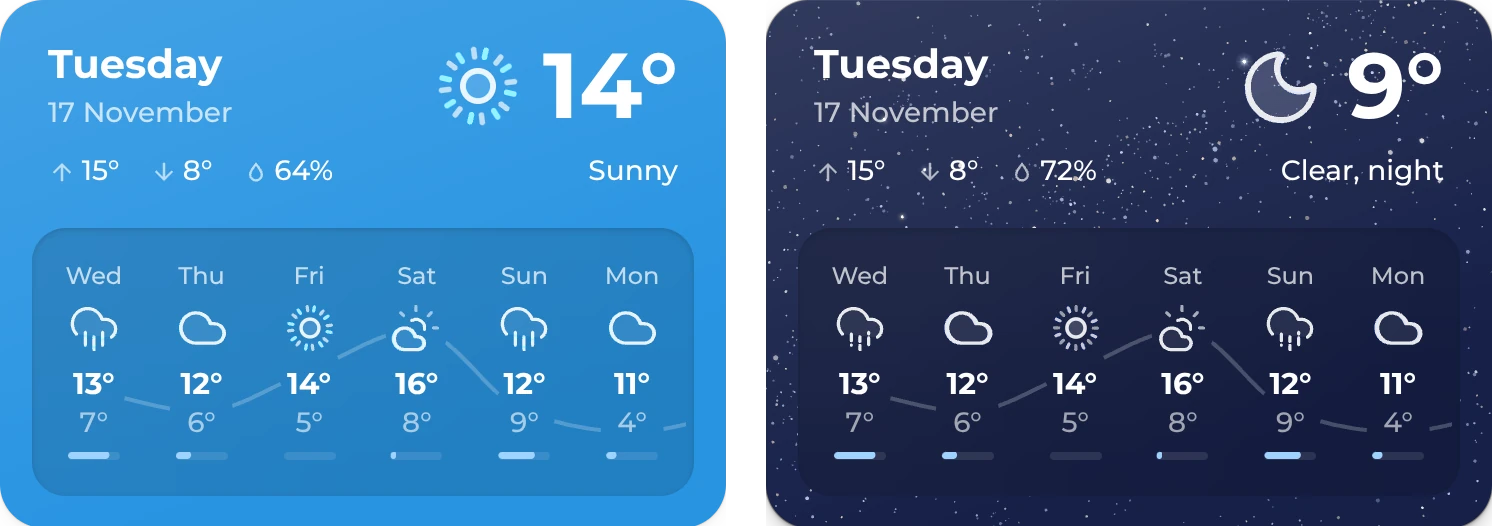 Tuesday
14°
17 November
15° 8° 64%
Sunny
Wed Thu Fri Sat Sun Mon
13° 12° 14° 16° 12° 11°
7° 6° 5° 8° 9° 4°
Tuesday
9°
17 November
15° 8° 72%
Clear, night
Wed Thu Fri Sat Sun Mon
13° 12° 14° 16° 12° 11°
7° 6° 5° 8° 9° 4°